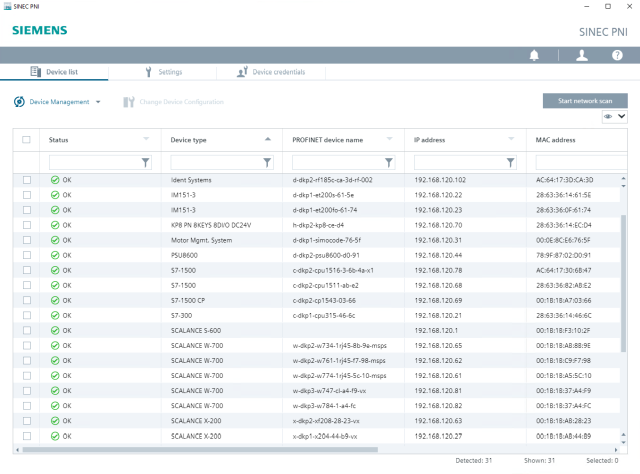 SINEC PNI
SIEMENS
SINEC PNI
Device list Settings Device credentials
Device Management Change Device Configuration Start network scan
Status Device type PROFINET device name IP address MAC address
OK Ident Systems d-dkp2-rf185c-ca-3d-rf-002 192.168.120.102 AC:64:17:3D:CA:3D
OK IM151-3 d-dkp1-et200s-61-5e 192.168.120.22 28:63:36:14:61:5E
OK IM151-3 d-dkp1-et200fo-61-74 192.168.120.23 28:63:36:0F:61:74
OK KP8 PN 8KEYS 8DI/O DC24V h-dkp2-kp8-ce-d4 192.168.120.70 28:63:36:14:EC:D4
OK Motor Mgmt. System d-dkp1-simocode-76-5f 192.168.120.31 00:0E:8C:E6:76:5F
OK PSU8600 d-dkp2-psu8600-d0-91 192.168.120.44 78:9F:87:02:D0:91
OK S7-1500 c-dkp2-cpu1516-3-6b-4a-x1 192.168.120.78 AC:64:17:30:6B:47
OK S7-1500 c-dkp2-cpu1511-ab-e2 192.168.120.68 28:63:36:82:AB:E2
OK S7-1500 CP c-dkp2-cp1543-03-66 192.168.120.69 00:1B:1B:A7:03:66
OK S7-300 c-dkp1-cpu315-46-6c 192.168.120.21 28:63:36:14:46:6C
OK SCALANCE S-600 192.168.120.1 00:1B:1B:F3:10:2F
OK SCALANCE W-700 w-dkp2-w734-1rj45-8b-9e-msps 192.168.120.65 00:1B:1B:AB:8B:9E
OK SCALANCE W-700 w-dkp2-w761-1rj45-f7-98-msps 192.168.120.62 00:1B:1B:C9:F7:98
OK SCALANCE W-700 w-dkp2-w774-1rj45-5c-10-msps 192.168.120.61 00:1B:1B:A5:5C:10
OK SCALANCE W-700 w-dkp3-w747-cl-a4-f9-vx 192.168.120.81 00:1B:1B:37:A4:F9
OK SCALANCE W-700 w-dkp3-w784-1-a4-fc 192.168.120.82 00:1B:1B:37:A4:FC
OK SCALANCE X-200 x-dkp2-xf208-28-23-vx 192.168.120.63 00:1B:1B:AB:28:23
OK SCALANCE X-200 x-dkp1-x204-44-b9-vx 192.168.120.27 00:1B:1B:AB:44:B9
Detected: 31 Shown: 31 Selected: 0